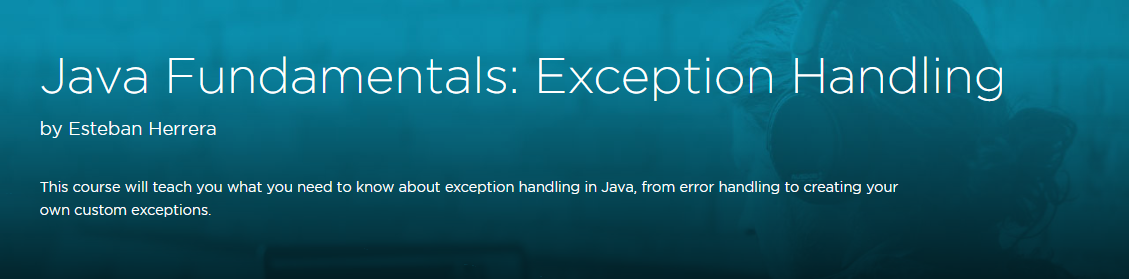 Java Fundamentals: Exception Handling
by Esteban Herrera
This course will teach you what you need to know about exception handling in Java, from error handling to creating your
own custom exceptions.